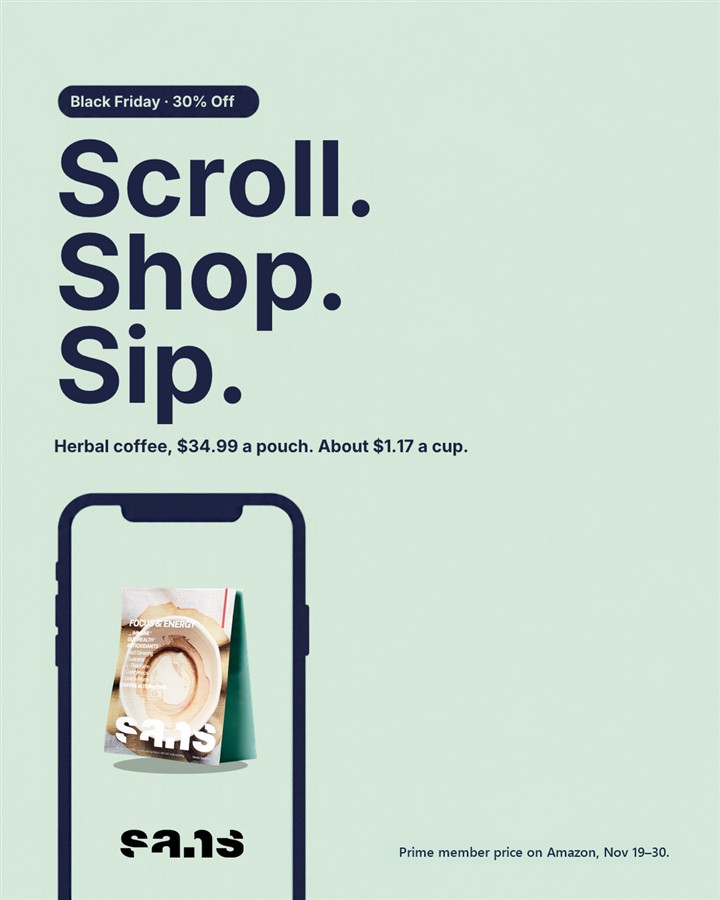 Black Friday · 30% Off
Scroll.
Shop.
Sip.
Herbal coffee, $34.99 a pouch. About $1.17 a cup.
FOCUS & ENERGY
ANTIOXIDANTS
sans
sans
Prime member price on Amazon, Nov 19–30.